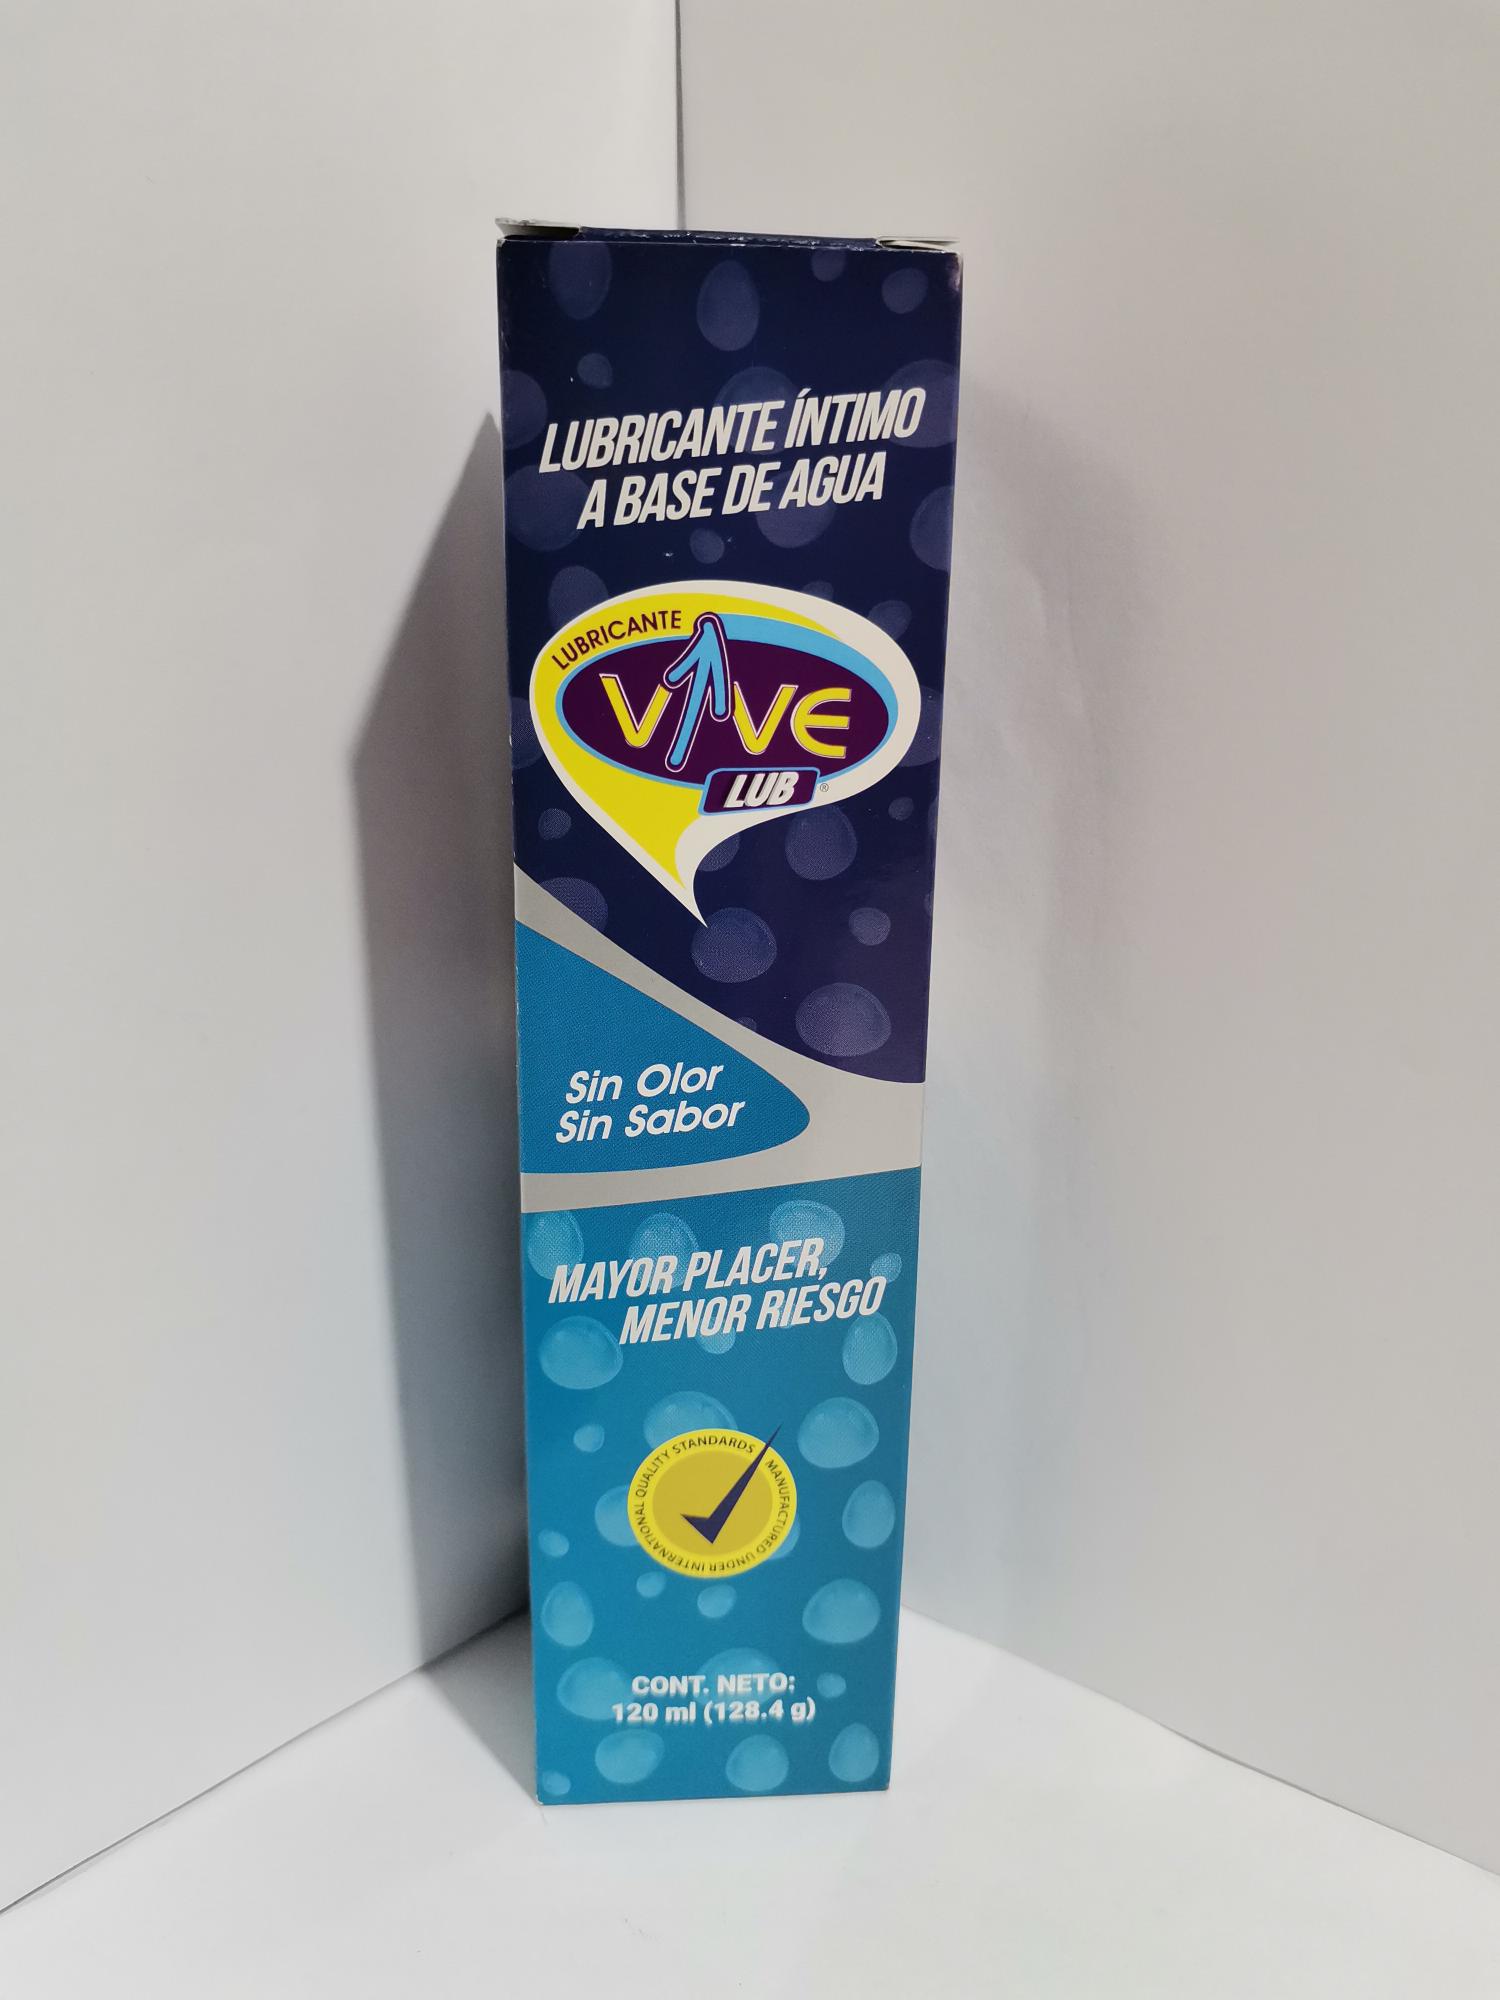 LUBRICANTE ÍNTIMO
A BASE DE AGUA
LUBRICANTE
VIVE
LUB ®
Sin Olor
Sin Sabor
MAYOR PLACER,
MENOR RIESGO
MANUFACTURED UNDER INTERNATIONAL QUALITY STANDARDS
CONT. NETO:
120 ml (128.4 g)